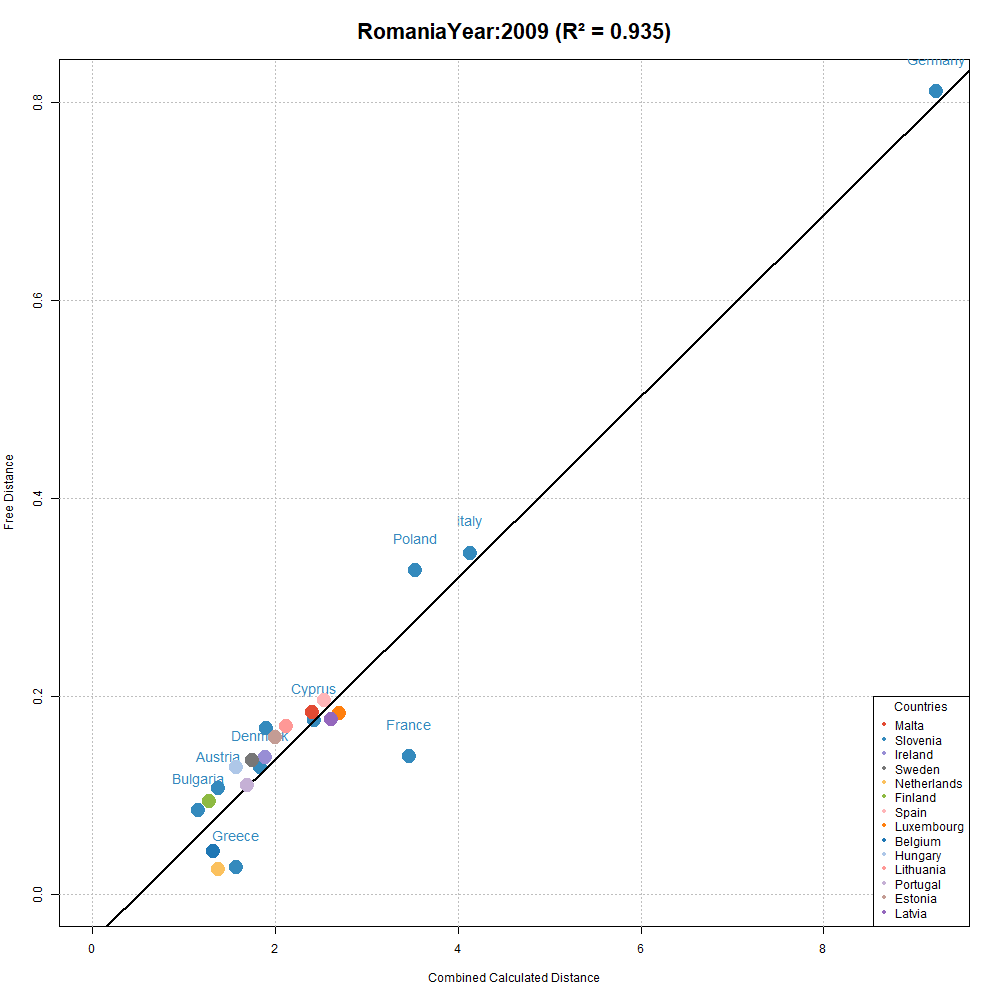 RomaniaYear:2009 (R² = 0.935)
Germany
0.8
0.6
Free Distance
0.4
Italy
Poland
0.2
Cyprus
France
Denmark
Austria
Bulgaria
Greece
0.0
Countries
Malta
Slovenia
Ireland
Sweden
Netherlands
Finland
Spain
Luxembourg
Belgium
Hungary
Lithuania
Portugal
Estonia
Latvia
0 2 4 6 8
Combined Calculated Distance